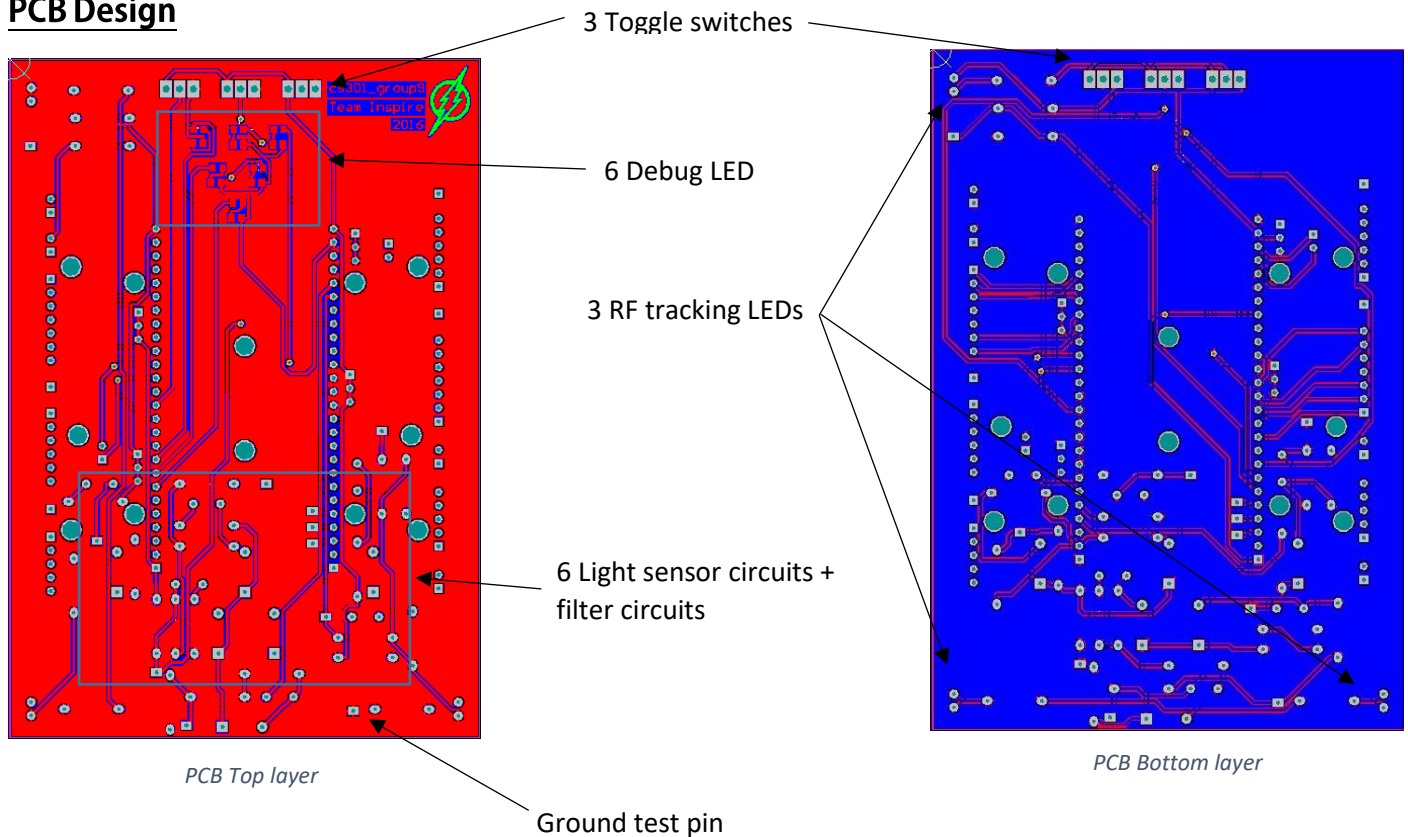 PCB Design
3 Toggle switches
cs301_group9
Team Inspire
2016
6 Debug LED
3 RF tracking LEDs
6 Light sensor circuits +
filter circuits
PCB Top layer
PCB Bottom layer
Ground test pin